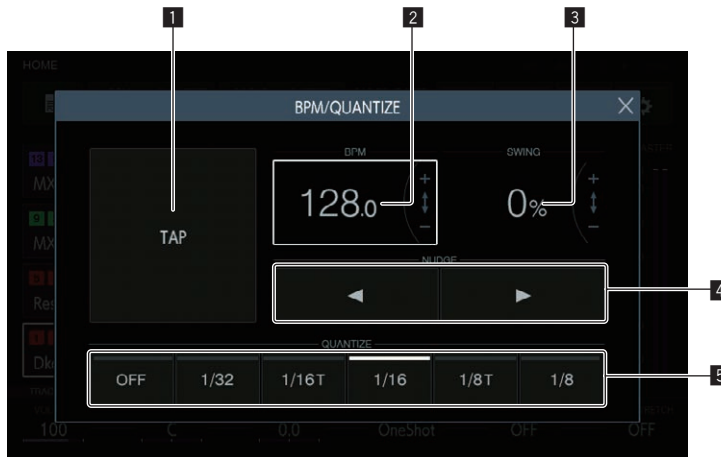 1
2
3
HOME
BPM/QUANTIZE
BPM
SWING
128.0
+
−
0%
+
−
TAP
NUDGE
4
QUANTIZE
OFF
1/32
1/16T
1/16
1/8T
1/8
5
MX
MX
Res
100
C
0.0
OneShot
OFF
OFF